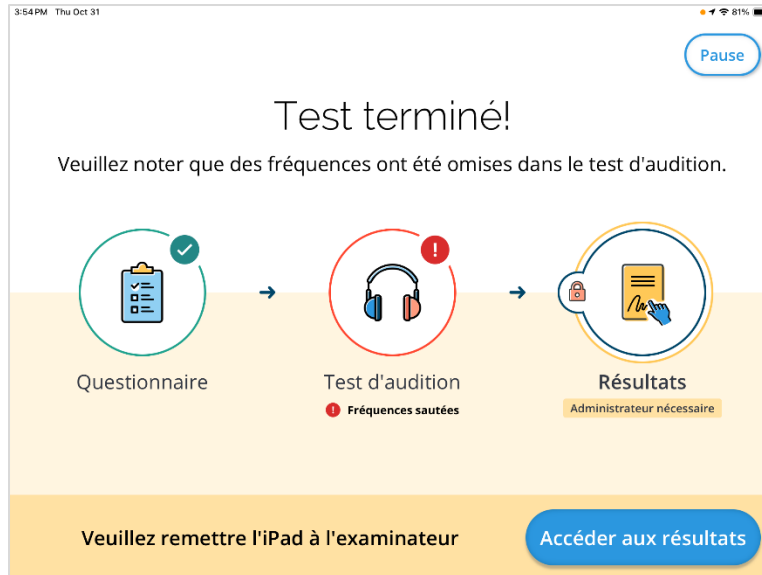 3:54 PM Thu Oct 31
81%
Pause
Test terminé!
Veuillez noter que des fréquences ont été omises dans le test d'audition.
Questionnaire
Test d'audition
Résultats
Fréquences sautées
Administrateur nécessaire
Veuillez remettre l'iPad à l'examinateur
Accéder aux résultats